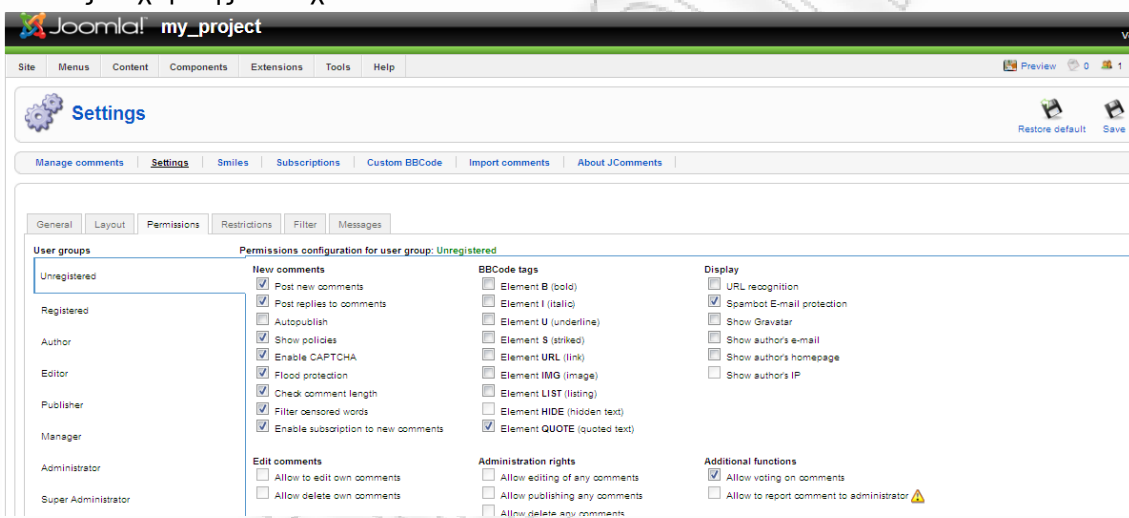 Joomla! my_project
Site Menus Content Components Extensions Tools Help Preview 0 1
Settings
Restore default Save
Manage comments Settings Smiles Subscriptions Custom BBCode Import comments About JComments
General Layout Permissions Restrictions Filter Messages
User groups Permissions configuration for user group: Unregistered
Unregistered
Registered
Author
Editor
Publisher
Manager
Administrator
Super Administrator
New comments
Post new comments
Post replies to comments
Autopublish
Show policies
Enable CAPTCHA
Flood protection
Check comment length
Filter censored words
Enable subscription to new comments
Edit comments
Allow to edit own comments
Allow delete own comments
BBCode tags
Element B (bold)
Element I (italic)
Element U (underline)
Element S (striked)
Element URL (link)
Element IMG (image)
Element LIST (listing)
Element HIDE (hidden text)
Element QUOTE (quoted text)
Administration rights
Allow editing of any comments
Allow publishing any comments
Allow delete any comments
Display
URL recognition
Spambot E-mail protection
Show Gravatar
Show author's e-mail
Show author's homepage
Show author's IP
Additional functions
Allow voting on comments
Allow to report comment to administrator